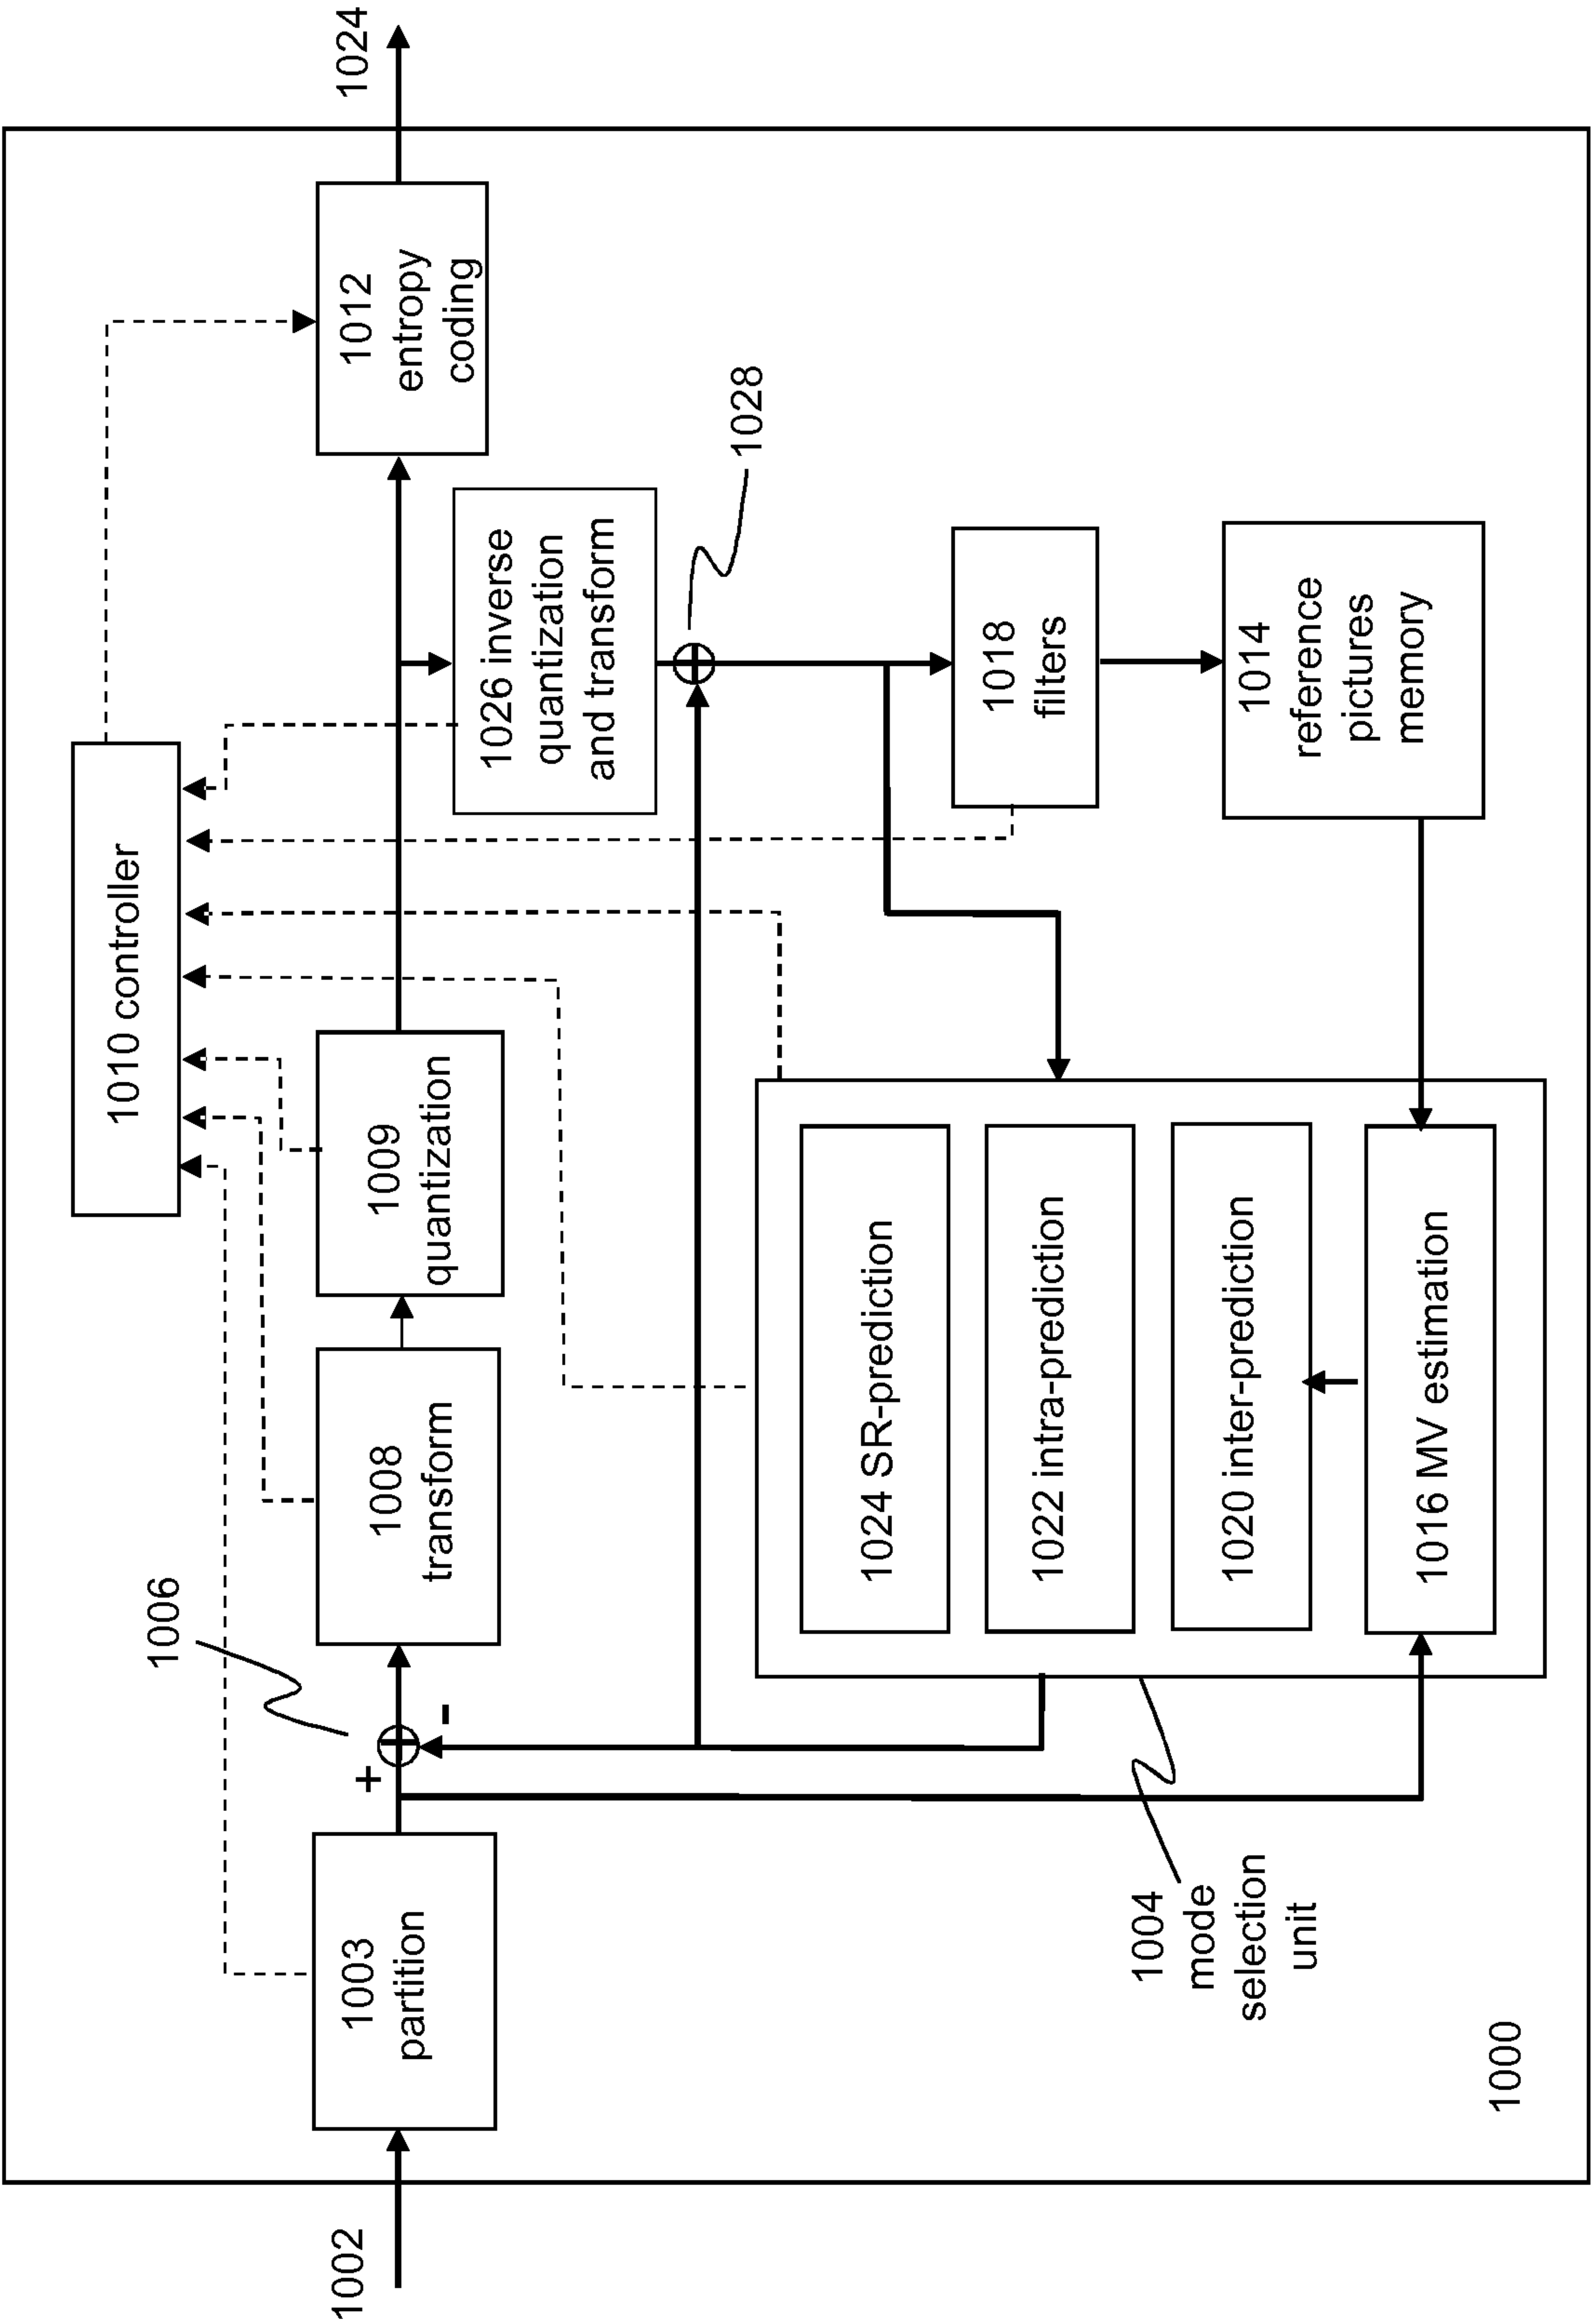 1010 controller
1002
1003
partition
+
-
1006
1008
transform
1009
quantization
1012
entropy
coding
1024
1026 inverse
quantization
and transform
1028
1018
filters
1014
reference
pictures
memory
1024 SR-prediction
1022 intra-prediction
1020 inter-prediction
1016 MV estimation
1004
mode
selection
unit
1000